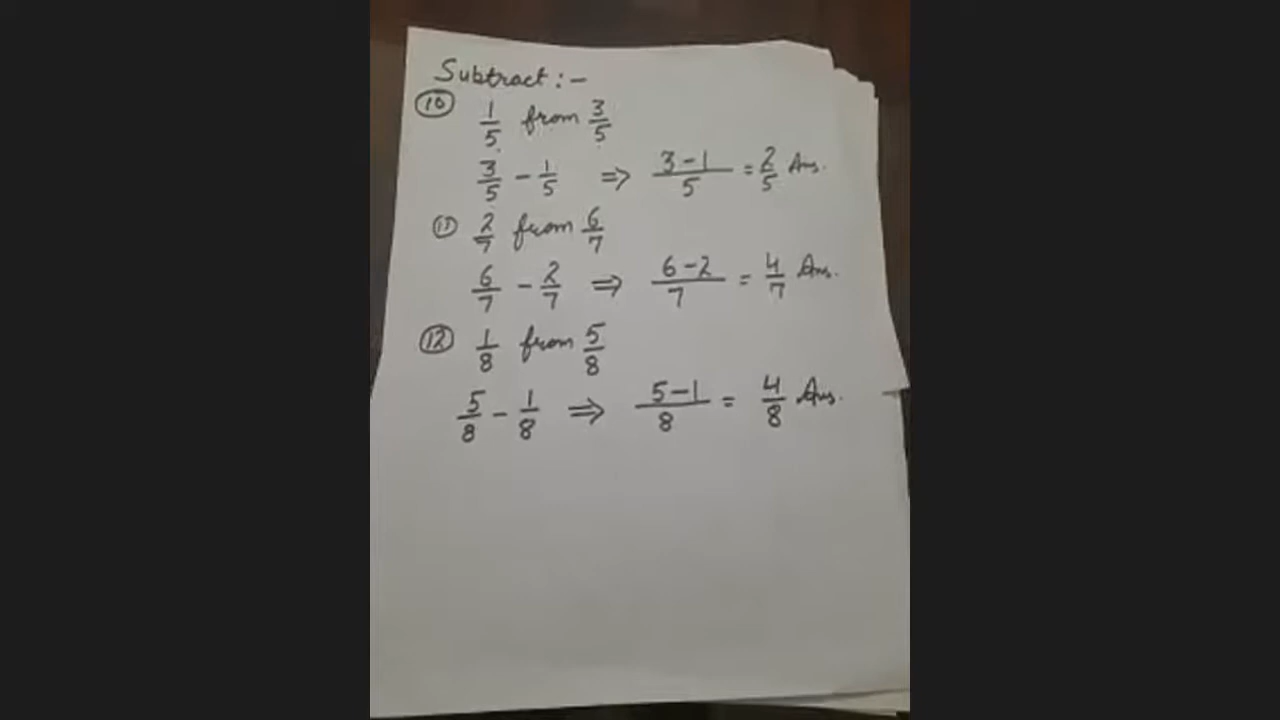 Subtract :-
(10) 1/5 from 3/5
3/5 - 1/5 ⇒ 3-1/5 = 2/5 Ans.
(11) 2/7 from 6/7
6/7 - 2/7 ⇒ 6-2/7 = 4/7 Ans.
(12) 1/8 from 5/8
5/8 - 1/8 ⇒ 5-1/8 = 4/8 Ans.